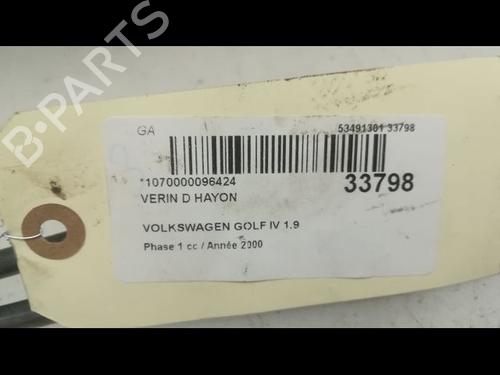 B-PARTS
GA
53491301 33798
*1070000096424
33798
VERIN D HAYON
VOLKSWAGEN GOLF IV 1.9
Phase 1 cc / Année 2000